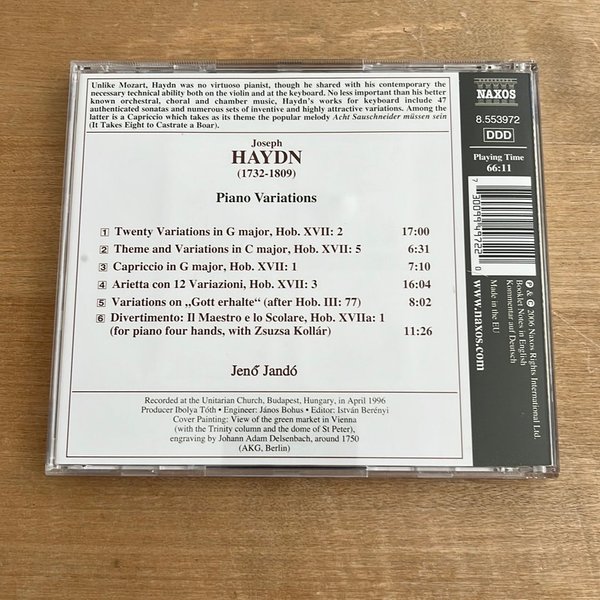 Unlike Mozart, Haydn was no virtuoso pianist, though he shared with his contemporary the
necessary technical ability both on the violin and at the keyboard. No less important than his better
known orchestral, choral and chamber music, Haydn's works for keyboard include 47
authenticated sonatas and numerous sets of inventive and highly attractive variations. Among the
latter is a Capriccio which takes as its theme the popular melody Acht Sauschneider müssen sein
(It Takes Eight to Castrate a Boar).
Joseph
HAYDN
(1732-1809)
Piano Variations
1 Twenty Variations in G major, Hob. XVII: 2 17:00
2 Theme and Variations in C major, Hob. XVII: 5 6:31
3 Capriccio in G major, Hob. XVII: 1 7:10
4 Arietta con 12 Variazioni, Hob. XVII: 3 16:04
5 Variations on „Gott erhalte“ (after Hob. III: 77) 8:02
6 Divertimento: Il Maestro e lo Scolare, Hob. XVIIa: 1
(for piano four hands, with Zsuzsa Kollár) 11:26
Jenő Jandó
Recorded at the Unitarian Church, Budapest, Hungary, in April 1996
Producer Ibolya Tóth • Engineer: János Bohus • Editor: István Berényi
Cover Painting: View of the green market in Vienna
(with the Trinity column and the dome of St Peter),
engraving by Johann Adam Delsenbach, around 1750
(AKG, Berlin)
NAXOS
8.553972
DDD
Playing Time
66:11
7 30099 49722 0
℗ & © 2006 Naxos Rights International Ltd.
Booklet Notes in English
Kommentar auf Deutsch
Made in the EU
www.naxos.com